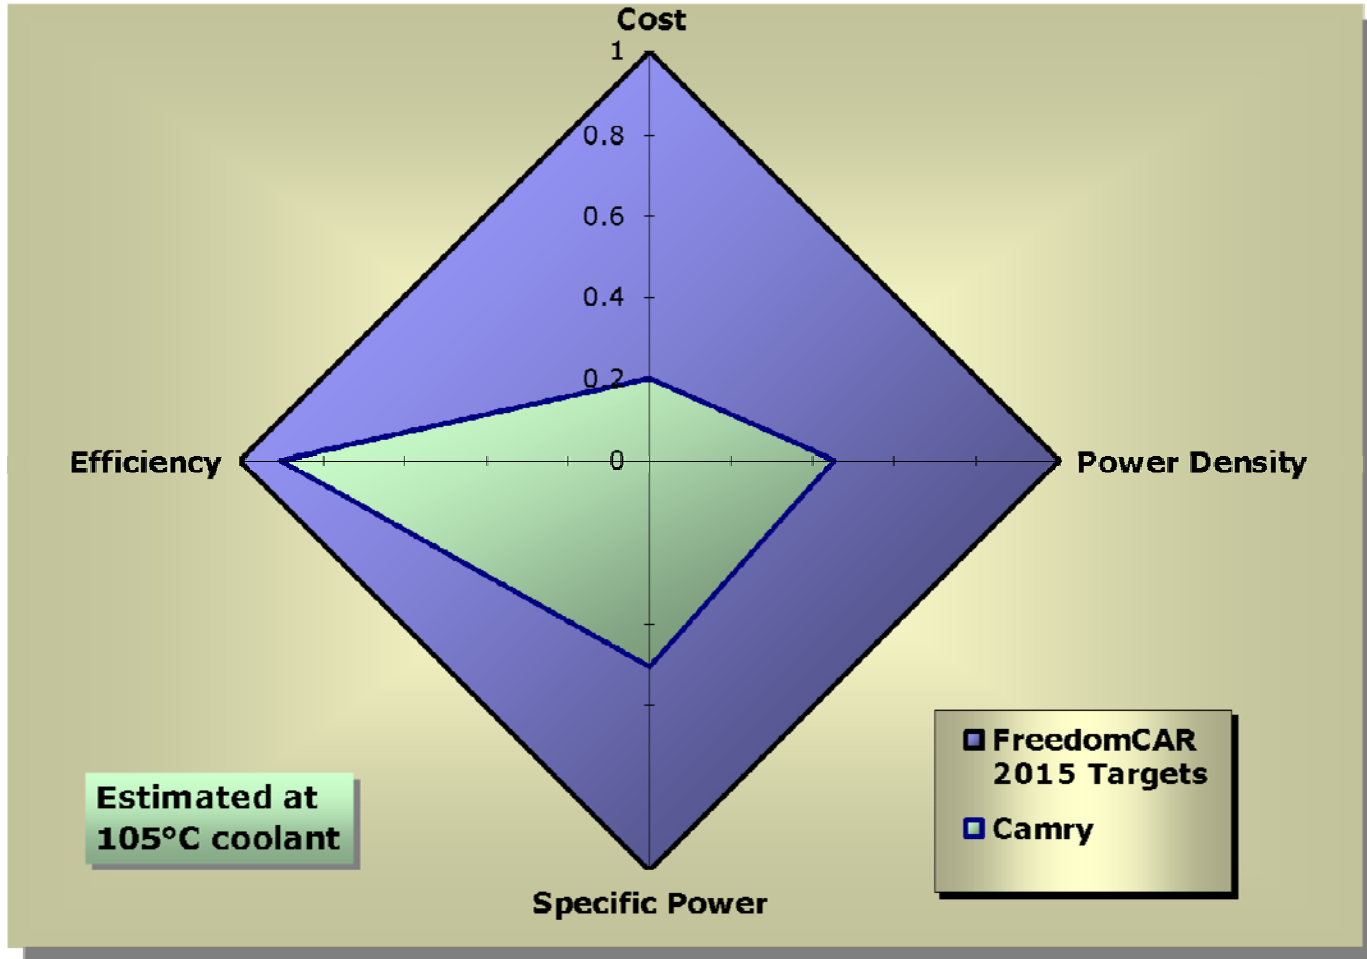 Cost
1
0.8
0.6
0.4
0.2
Efficiency
0
Power Density
FreedomCAR
2015 Targets
Camry
Estimated at
105°C coolant
Specific Power